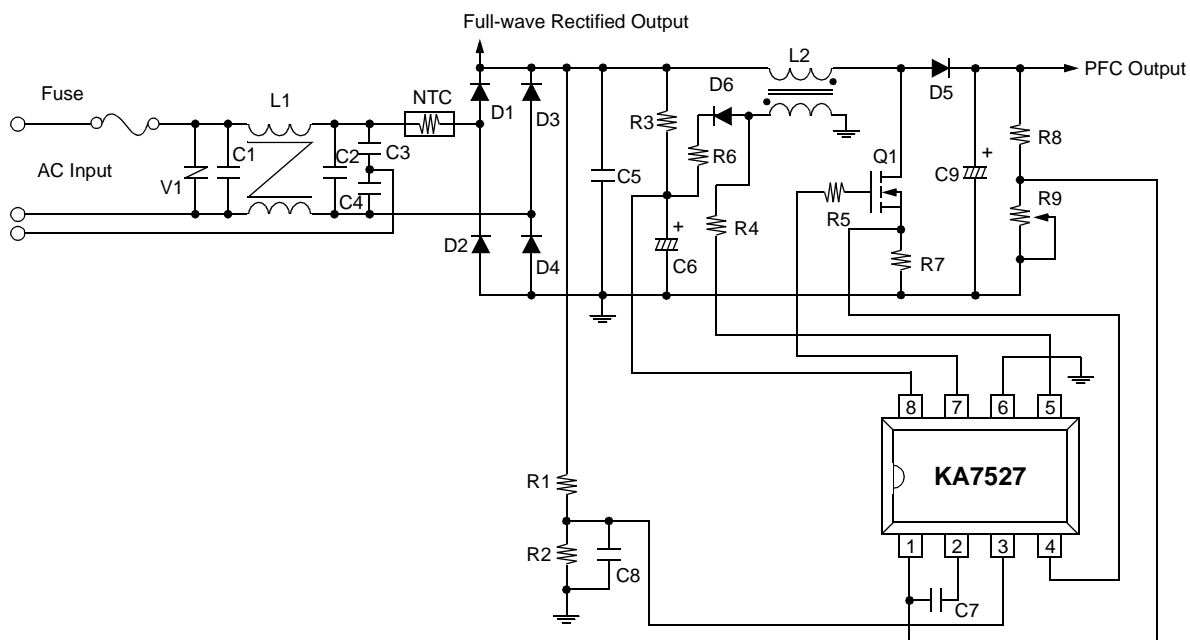 Full-wave Rectified Output
L2
PFC Output
D5
D6
Fuse
L1
NTC
D1
D3
R3
R8
R6
Q1
AC Input
V1
C1
C2
C3
C4
C5
C9
+
R9
R5
R4
D2
D4
+
C6
R7
8
7
6
5
KA7527
R1
R2
C8
1
2
3
4
C7